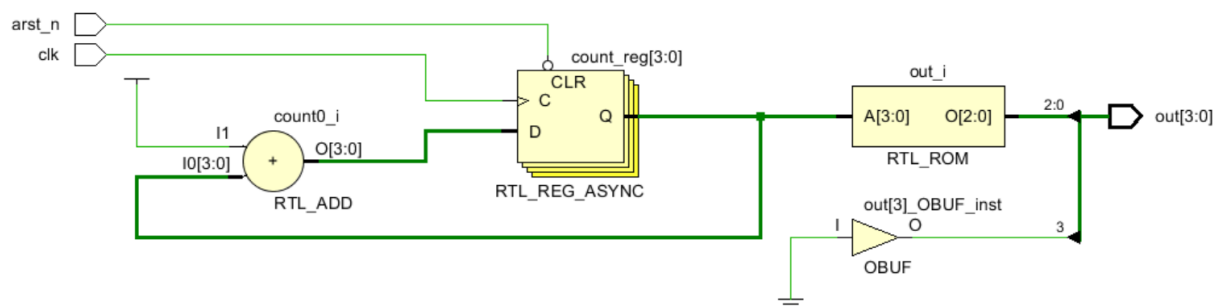 arst_n
clk
count_reg[3:0]
CLR
C
D
Q
RTL_REG_ASYNC
count0_i
I1
I0[3:0]
+
O[3:0]
RTL_ADD
out_i
A[3:0]
O[2:0]
RTL_ROM
2:0
out[3:0]
out[3]_OBUF_inst
I
O
3
OBUF